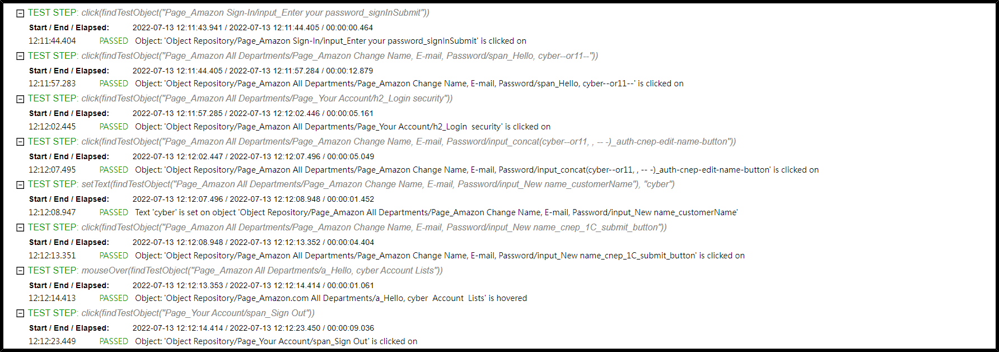 TEST STEP: click(findTestObject("Page_Amazon Sign-In/input_Enter your password_signInSubmit"))
Start / End / Elapsed: 2022-07-13 12:11:43.941 / 2022-07-13 12:11:44.405 / 00:00:00.464
12:11:44.404 PASSED Object: 'Object Repository/Page_Amazon Sign-In/input_Enter your password_signInSubmit' is clicked on
TEST STEP: click(findTestObject("Page_Amazon All Departments/Page_Amazon Change Name, E-mail, Password/span_Hello, cyber--or11--"))
Start / End / Elapsed: 2022-07-13 12:11:44.405 / 2022-07-13 12:11:57.284 / 00:00:12.879
12:11:57.283 PASSED Object: 'Object Repository/Page_Amazon All Departments/Page_Amazon Change Name, E-mail, Password/span_Hello, cyber--or11--' is clicked on
TEST STEP: click(findTestObject("Page_Amazon All Departments/Page_Your Account/h2_Login security"))
Start / End / Elapsed: 2022-07-13 12:11:57.285 / 2022-07-13 12:12:02.446 / 00:00:05.161
12:12:02.445 PASSED Object: 'Object Repository/Page_Amazon All Departments/Page_Your Account/h2_Login  security' is clicked on
TEST STEP: click(findTestObject("Page_Amazon All Departments/Page_Amazon Change Name, E-mail, Password/input_concat(cyber--or11, , -- -)_auth-cnep-edit-name-button"))
Start / End / Elapsed: 2022-07-13 12:12:02.447 / 2022-07-13 12:12:07.496 / 00:00:05.049
12:12:07.495 PASSED Object: 'Object Repository/Page_Amazon All Departments/Page_Amazon Change Name, E-mail, Password/input_concat(cyber--or11, , -- -)_auth-cnep-edit-name-button' is clicked on
TEST STEP: setText(findTestObject("Page_Amazon All Departments/Page_Amazon Change Name, E-mail, Password/input_New name_customerName"), "cyber")
Start / End / Elapsed: 2022-07-13 12:12:07.496 / 2022-07-13 12:12:08.948 / 00:00:01.452
12:12:08.947 PASSED Text 'cyber' is set on object 'Object Repository/Page_Amazon All Departments/Page_Amazon Change Name, E-mail, Password/input_New name_customerName'
TEST STEP: click(findTestObject("Page_Amazon All Departments/Page_Amazon Change Name, E-mail, Password/input_New name_cnep_1C_submit_button"))
Start / End / Elapsed: 2022-07-13 12:12:08.948 / 2022-07-13 12:12:13.352 / 00:00:04.404
12:12:13.351 PASSED Object: 'Object Repository/Page_Amazon All Departments/Page_Amazon Change Name, E-mail, Password/input_New name_cnep_1C_submit_button' is clicked on
TEST STEP: mouseOver(findTestObject("Page_Amazon All Departments/a_Hello, cyber Account Lists"))
Start / End / Elapsed: 2022-07-13 12:12:13.353 / 2022-07-13 12:12:14.414 / 00:00:01.061
12:12:14.413 PASSED Object: 'Object Repository/Page_Amazon.com All Departments/a_Hello, cyber  Account  Lists' is hovered
TEST STEP: click(findTestObject("Page_Your Account/span_Sign Out"))
Start / End / Elapsed: 2022-07-13 12:12:14.414 / 2022-07-13 12:12:23.450 / 00:00:09.036
12:12:23.449 PASSED Object: 'Object Repository/Page_Your Account/span_Sign Out' is clicked on